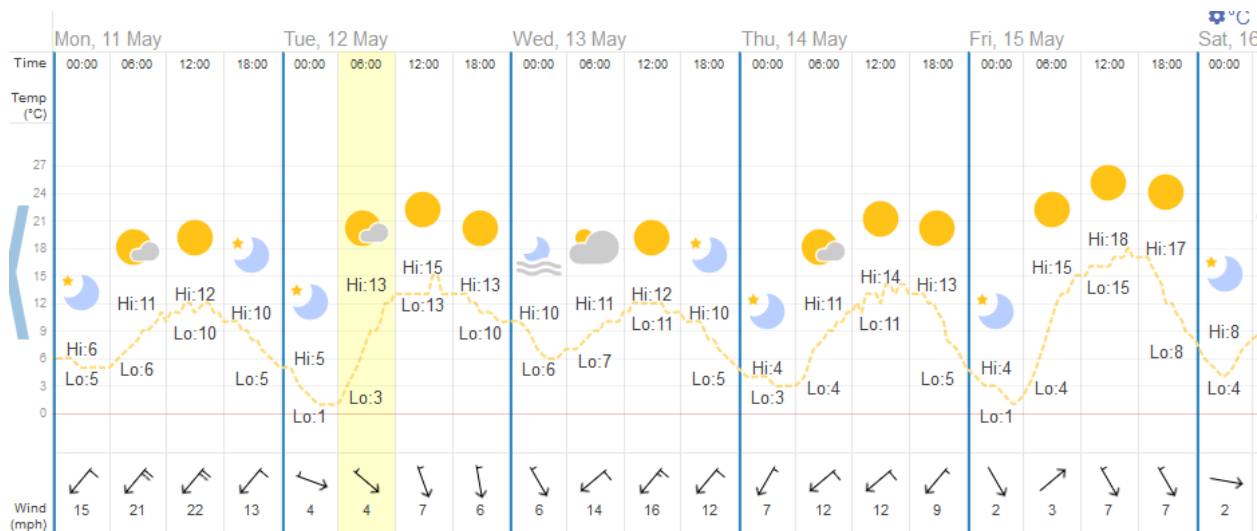 °C
Mon, 11 May Tue, 12 May Wed, 13 May Thu, 14 May Fri, 15 May Sat, 16
Time 00:00 06:00 12:00 18:00 00:00 06:00 12:00 18:00 00:00 06:00 12:00 18:00 00:00 06:00 12:00 18:00 00:00 06:00 12:00 18:00 00:00
Temp
(°C)
27
24
21
18
15
12
9
6
3
0
Hi:6 Hi:11 Hi:12 Hi:10 Hi:5 Hi:13 Hi:15 Hi:13 Hi:10 Hi:11 Hi:12 Hi:10 Hi:4 Hi:11 Hi:14 Hi:13 Hi:4 Hi:15 Hi:18 Hi:17 Hi:8
Lo:5 Lo:6 Lo:10 Lo:5 Lo:1 Lo:3 Lo:13 Lo:10 Lo:6 Lo:7 Lo:11 Lo:5 Lo:3 Lo:4 Lo:11 Lo:5 Lo:1 Lo:4 Lo:15 Lo:8 Lo:4
Wind 15 21 22 13 4 4 7 6 6 14 16 12 7 12 12 9 2 3 7 7 2
(mph)